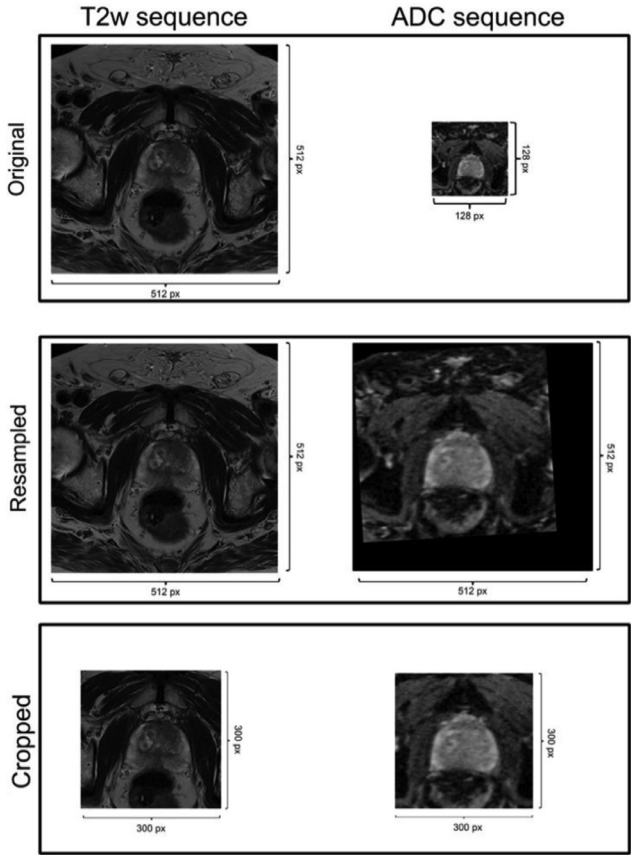 T2w sequence
ADC sequence
Original
512 px
512 px
128 px
128 px
Resampled
512 px
512 px
512 px
512 px
Cropped
300 px
300 px
300 px
300 px